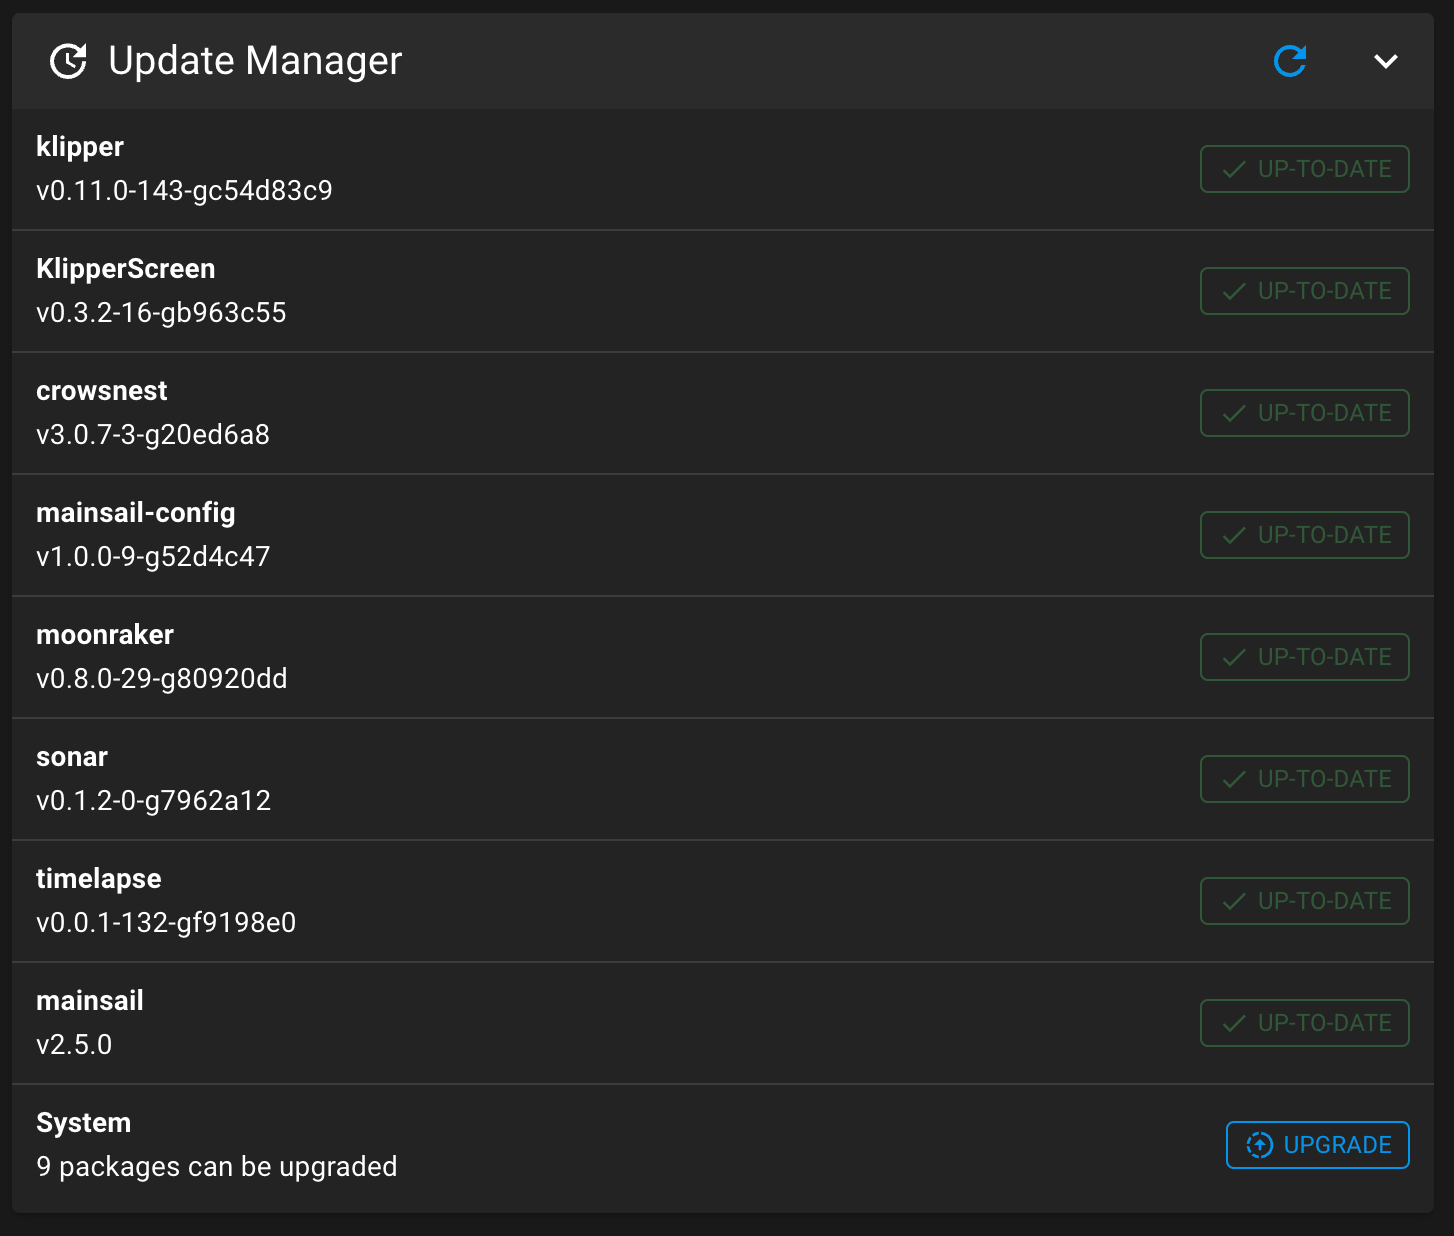 Update Manager
klipper
v0.11.0-143-gc54d83c9
UP-TO-DATE
KlipperScreen
v0.3.2-16-gb963c55
UP-TO-DATE
crowsnest
v3.0.7-3-g20ed6a8
UP-TO-DATE
mainsail-config
v1.0.0-9-g52d4c47
UP-TO-DATE
moonraker
v0.8.0-29-g80920dd
UP-TO-DATE
sonar
v0.1.2-0-g7962a12
UP-TO-DATE
timelapse
v0.0.1-132-gf9198e0
UP-TO-DATE
mainsail
v2.5.0
UP-TO-DATE
System
9 packages can be upgraded
UPGRADE